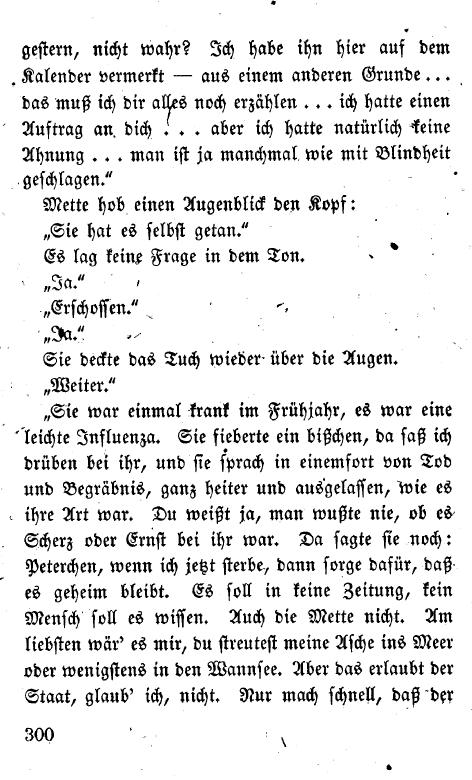 gestern, nicht wahr? Ich habe ihn hier auf dem
Kalender vermerkt — aus einem anderen Grunde...
das muß ich dir alles noch erzählen ... ich hatte einen
Auftrag an dich ... aber ich hatte natürlich keine
Ahnung ... man ist ja manchmal wie mit Blindheit
geschlagen.“
Mette hob einen Augenblick den Kopf:
„Sie hat es selbst getan.“
Es lag keine Frage in dem Ton.
„Ja.“
„Erschossen.“
„Ja.“
Sie deckte das Tuch wieder über die Augen.
„Weiter.“
„Sie war einmal krank im Frühjahr, es war eine
leichte Influenza. Sie fieberte ein bißchen, da saß ich
drüben bei ihr, und sie sprach in einemfort von Tod
und Begräbnis, ganz heiter und ausgelassen, wie es
ihre Art war. Du weißt ja, man wußte nie, ob es
Scherz oder Ernst bei ihr war. Da sagte sie noch:
Peterchen, wenn ich jetzt sterbe, dann sorge dafür, daß
es geheim bleibt. Es soll in keine Zeitung, kein
Mensch soll es wissen. Auch die Mette nicht. Am
liebsten wär’ es mir, du streutest meine Asche ins Meer
oder wenigstens in den Wannsee. Aber das erlaubt der
Staat, glaub’ ich, nicht. Nur mach schnell, daß der
300